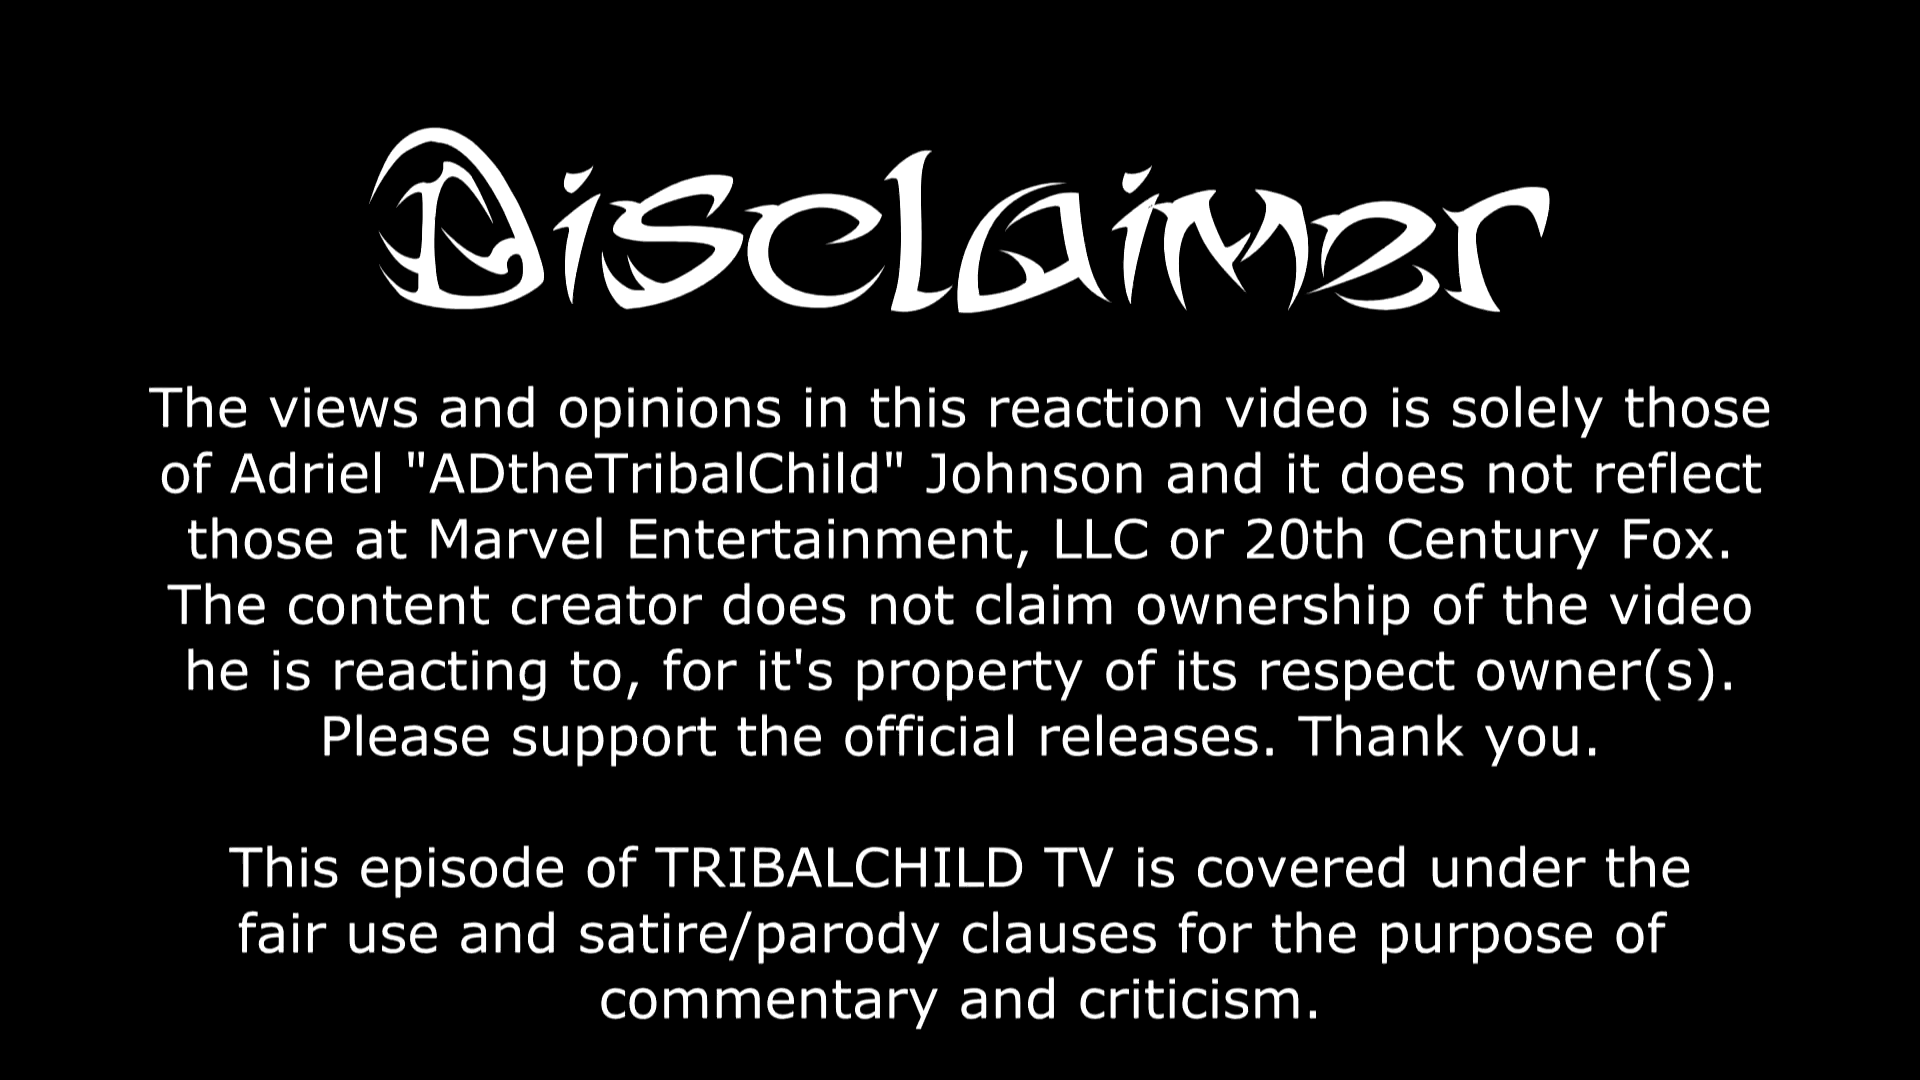 Disclaimer
The views and opinions in this reaction video is solely those
of Adriel "ADtheTribalChild" Johnson and it does not reflect
those at Marvel Entertainment, LLC or 20th Century Fox.
The content creator does not claim ownership of the video
he is reacting to, for it's property of its respect owner(s).
Please support the official releases. Thank you.
This episode of TRIBALCHILD TV is covered under the
fair use and satire/parody clauses for the purpose of
commentary and criticism.